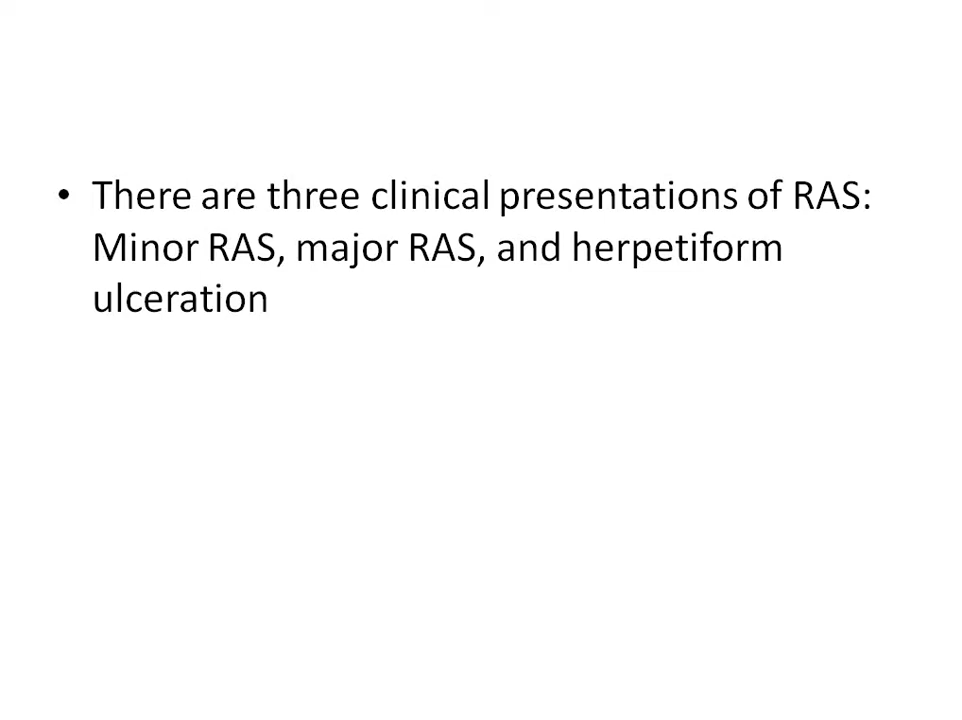 • There are three clinical presentations of RAS:
Minor RAS, major RAS, and herpetiform
ulceration